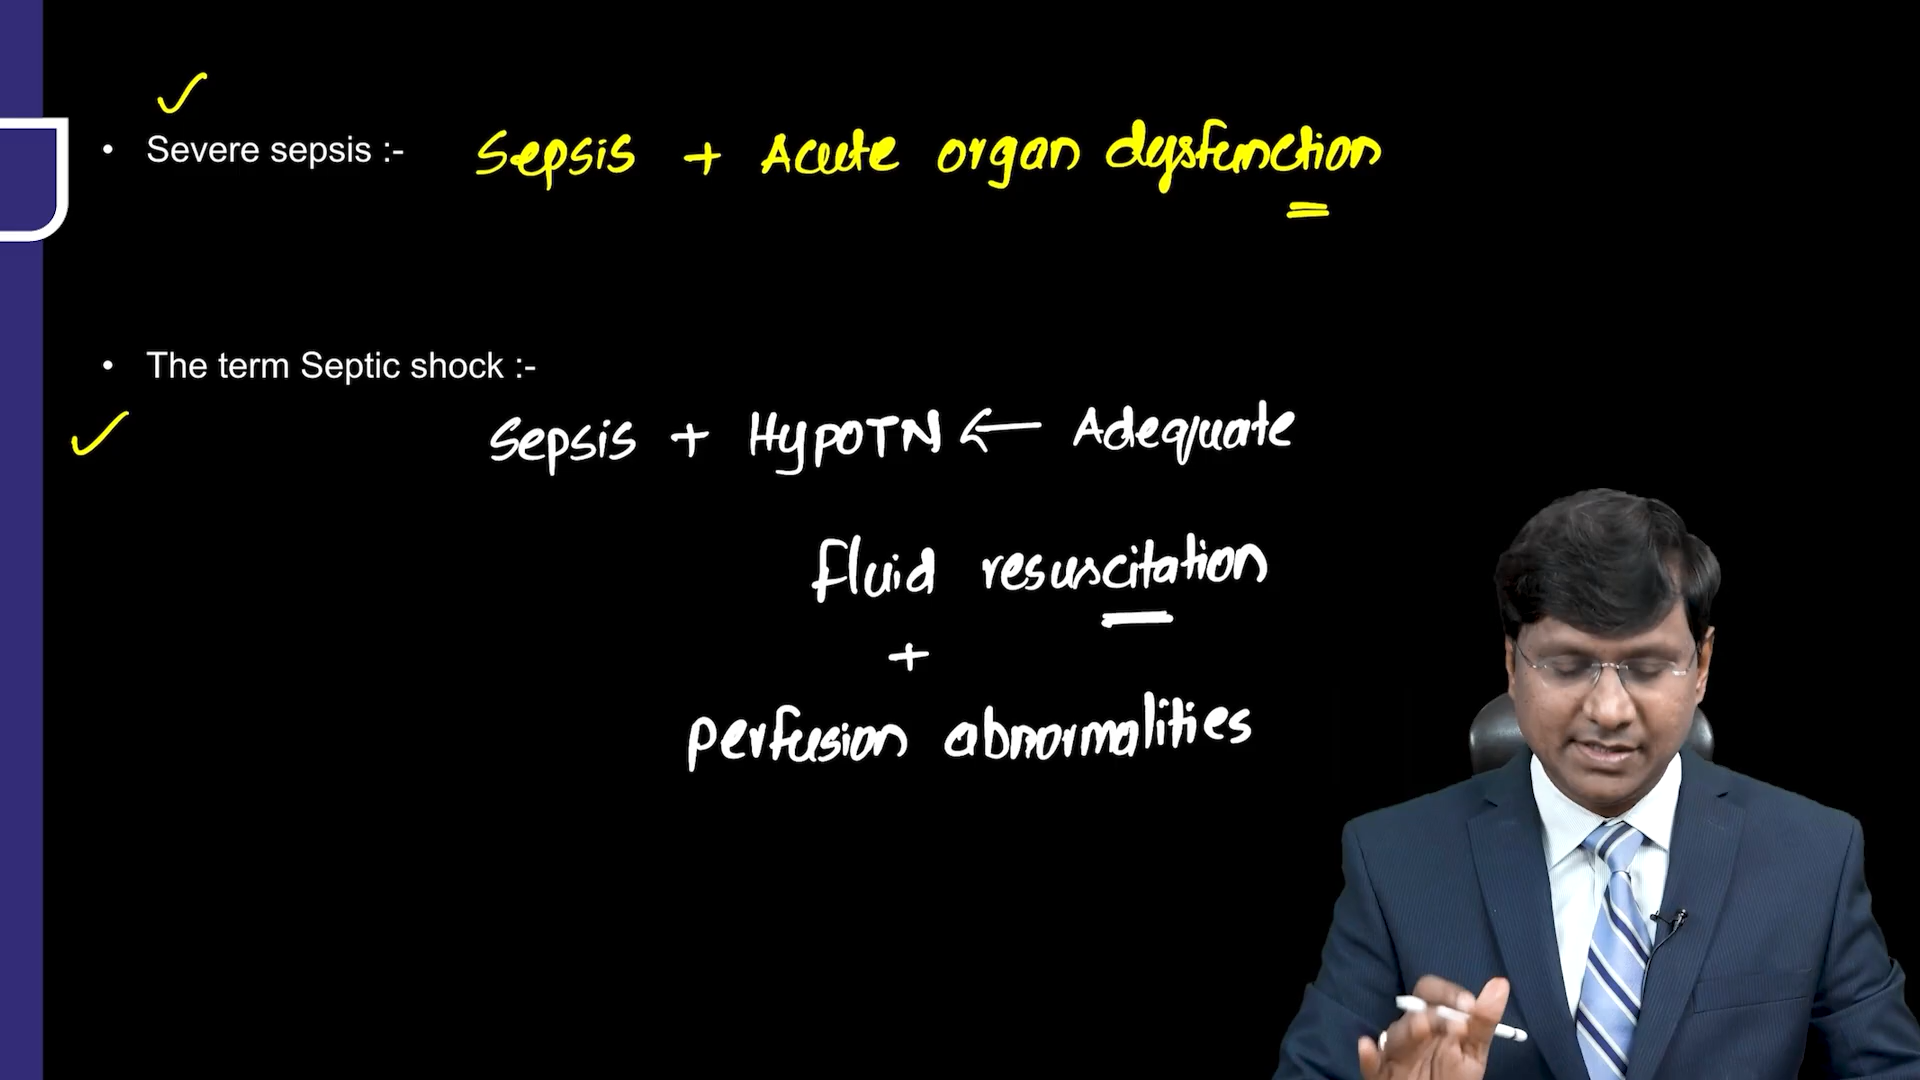 • Severe sepsis :- Sepsis + Acute organ dysfunction
• The term Septic shock :-
Sepsis + HypoTN ← Adequate
fluid resuscitation
+
perfusion abnormalities